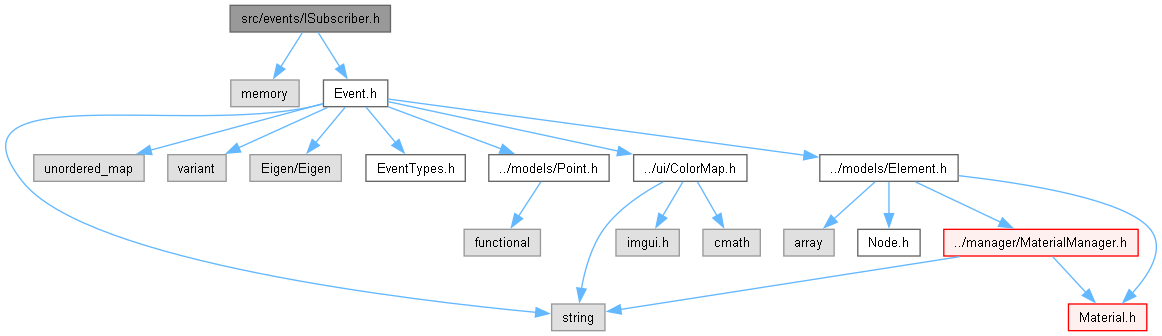 src/events/ISubscriber.h
memory
Event.h
unordered_map
variant
Eigen/Eigen
EventTypes.h
../models/Point.h
../ui/ColorMap.h
../models/Element.h
functional
imgui.h
cmath
array
Node.h
../manager/MaterialManager.h
string
Material.h